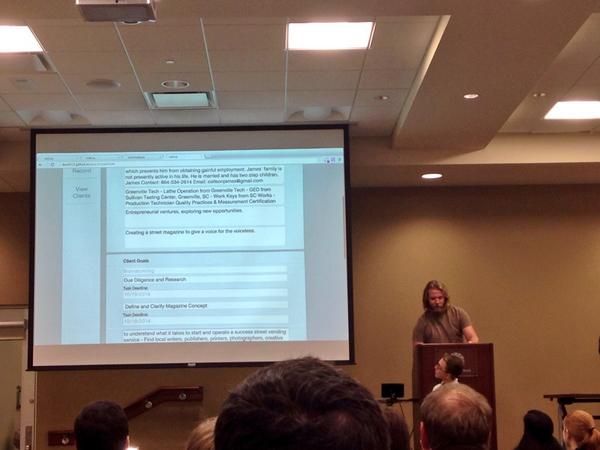 Record
View
Clients
which prevents him from obtaining gainful employment. James' family is
not presently active in his life. He is married and has two step children.
James Contact: 864-534-2614 Email: collsonjames@gmail.com
Greenville Tech - Lathe Operation from Greenville Tech - GED from
Sullivan Testing Center, Greenville, SC - Work Keys from SC Works -
Production Technician Quality Practices & Measurement Certification
Entrepreneurial ventures, exploring new opportunities.
Creating a street magazine to give a voice for the voiceless.
Client Goals
Brainstorming
Due Diligence and Research
Task Deadline:
Define and Clarify Magazine Concept
Task Deadline:
to understand what it takes to start and operate a success street vending
service - Find local writers, publishers, printers, photographers, creative